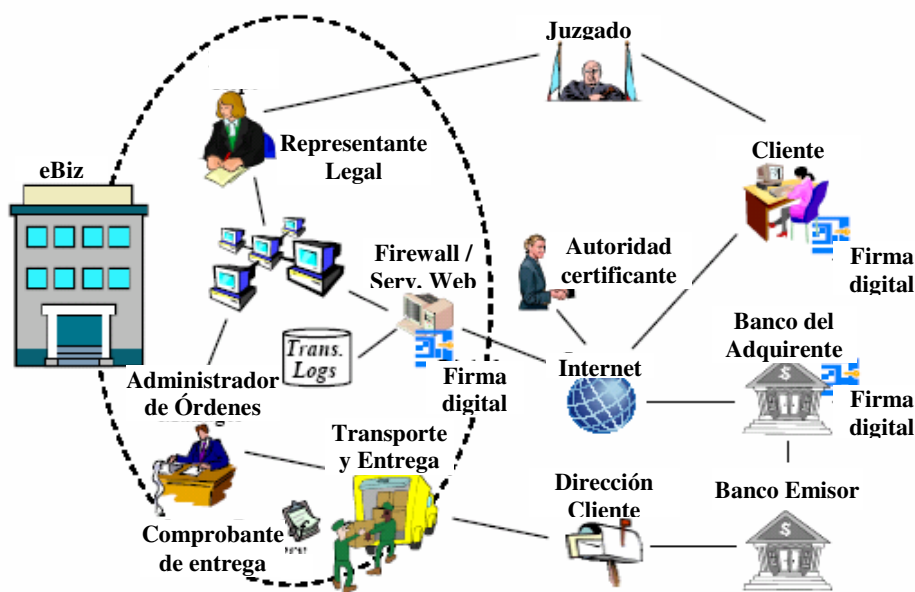 Juzgado
Representante
Legal
eBiz
Cliente
Firewall /
Serv. Web
Autoridad
certificante
Firma
digital
Trans.
Logs
Banco del
Adquirente
Internet
Firma
digital
Administrador
de Órdenes
Firma
digital
Transporte
y Entrega
Dirección
Cliente
Banco Emisor
Comprobante
de entrega